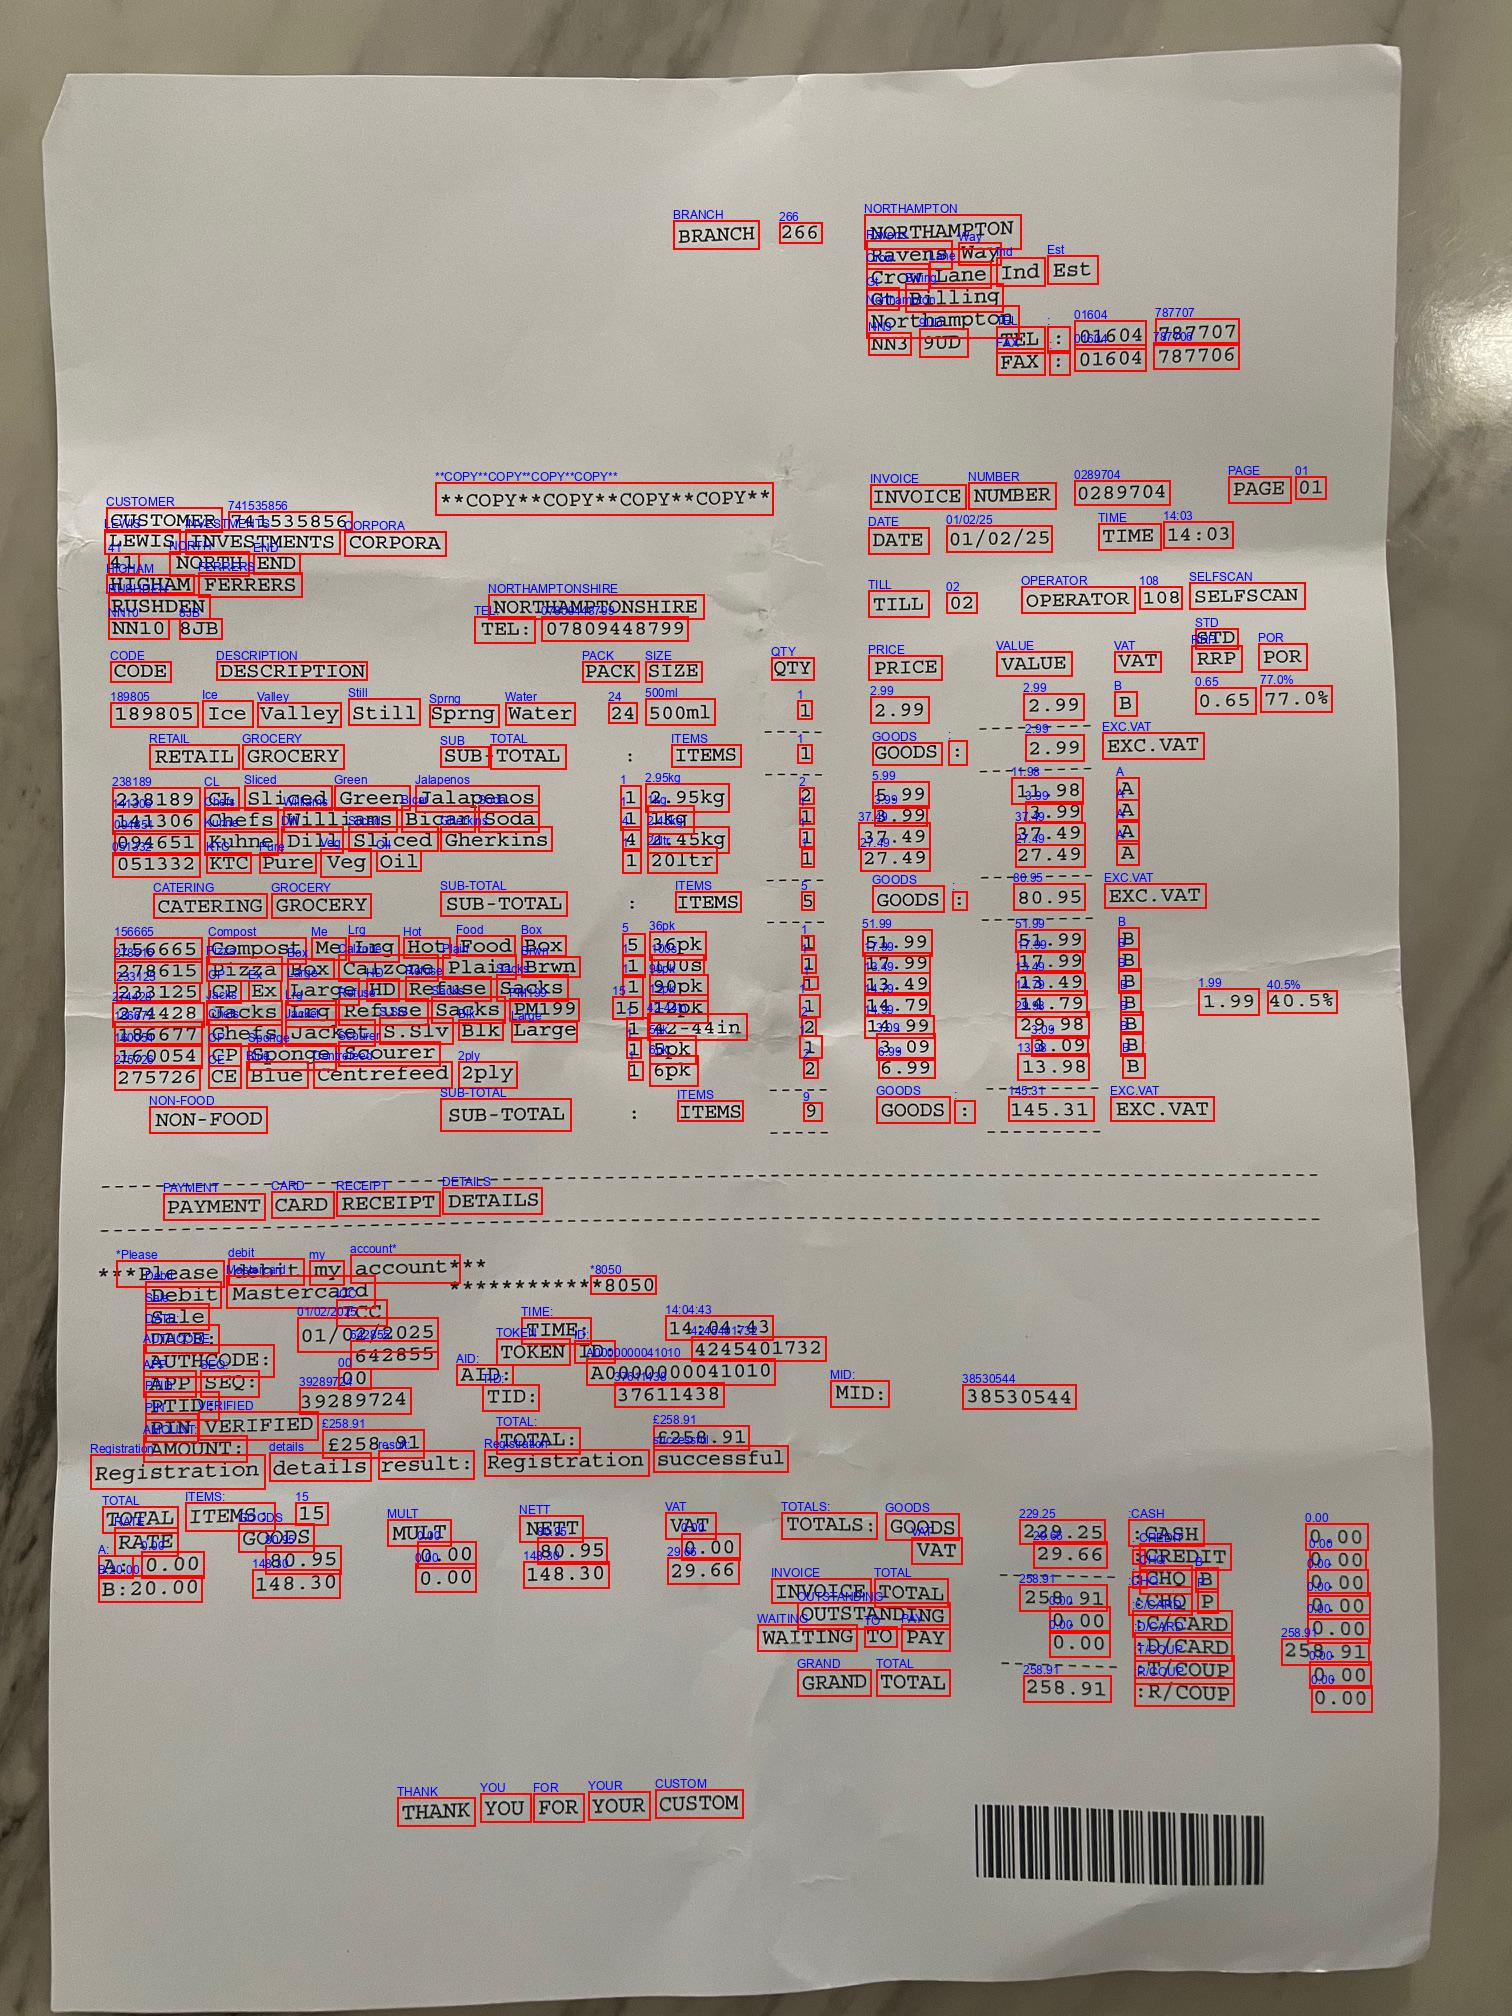 BRANCH 266 NORTHAMPTON
Ravens Way
Crow Lane Ind Est
Gt Billing
Northampton
NN3 9UD TEL : 01604 787707
FAX : 01604 787706
**COPY**COPY**COPY**COPY** INVOICE NUMBER 0289704 PAGE 01
CUSTOMER 741535856
LEWIS INVESTMENTS CORPORA DATE 01/02/25 TIME 14:03
41 NORTH END
HIGHAM FERRERS
RUSHDEN NORTHAMPTONSHIRE TILL 02 OPERATOR 108 SELFSCAN
NN10 8JB TEL: 07809448799
STD
CODE DESCRIPTION PACK SIZE QTY PRICE VALUE VAT RRP POR
189805 Ice Valley Still Sprng Water 24 500ml 1 2.99 2.99 B 0.65 77.0%
RETAIL GROCERY SUB-TOTAL : ITEMS 1 GOODS : 2.99 EXC.VAT
238189 CL Sliced Green Jalapenos 1 2.95kg 2 5.99 11.98 A
141306 Chefs Williams Bicar Soda 1 1kg 1 3.99 3.99 A
094651 Kuhne Dill Sliced Gherkins 4 2.45kg 1 37.49 37.49 A
051332 KTC Pure Veg Oil 1 20ltr 1 27.49 27.49 A
CATERING GROCERY SUB-TOTAL : ITEMS 5 GOODS : 80.95 EXC.VAT
156665 Compost Me Lrg Hot Food Box 5 36pk 1 51.99 51.99 B
278615 Pizza Box Calzone Plain Brwn 1 100s 1 17.99 17.99 B
233125 CP Ex Large HD Refuse Sacks 1 90pk 1 13.49 13.49 B
274428 Jacks Lrg Refuse Sacks PM199 15 12pk 1 14.79 14.79 B 1.99 40.5%
186677 Chefs Jacket S.Slv Blk Large 1 42-44in 2 14.99 29.98 B
160054 CP Sponge Scourer 1 5pk 1 3.09 3.09 B
275726 CE Blue Centrefeed 2ply 1 6pk 2 6.99 13.98 B
NON-FOOD SUB-TOTAL : ITEMS 9 GOODS : 145.31 EXC.VAT
PAYMENT CARD RECEIPT DETAILS
***Please debit my account***
Debit Mastercard ************8050
Sale ICC
DATE: 01/02/2025 TIME: 14:04:43
AUTHCODE: 642855 TOKEN ID: 4245401732
APP SEQ: 00 AID: A0000000041010
PTID: 39289724 TID: 37611438 MID: 38530544
PIN VERIFIED
AMOUNT: £258.91 TOTAL: £258.91
Registration details result: Registration successful
TOTAL ITEMS: 15
RATE GOODS MULT NETT VAT TOTALS: GOODS 229.25 :CASH 0.00
A: 0.00 80.95 0.00 80.95 0.00 VAT 29.66 :CREDIT 0.00
B:20.00 148.30 0.00 148.30 29.66 :CHQ B 0.00
INVOICE TOTAL 258.91 :CHQ P 0.00
OUTSTANDING 0.00 :C/CARD 0.00
WAITING TO PAY 0.00 :D/CARD 258.91
:T/COUP 0.00
GRAND TOTAL 258.91 :R/COUP 0.00
THANK YOU FOR YOUR CUSTOM